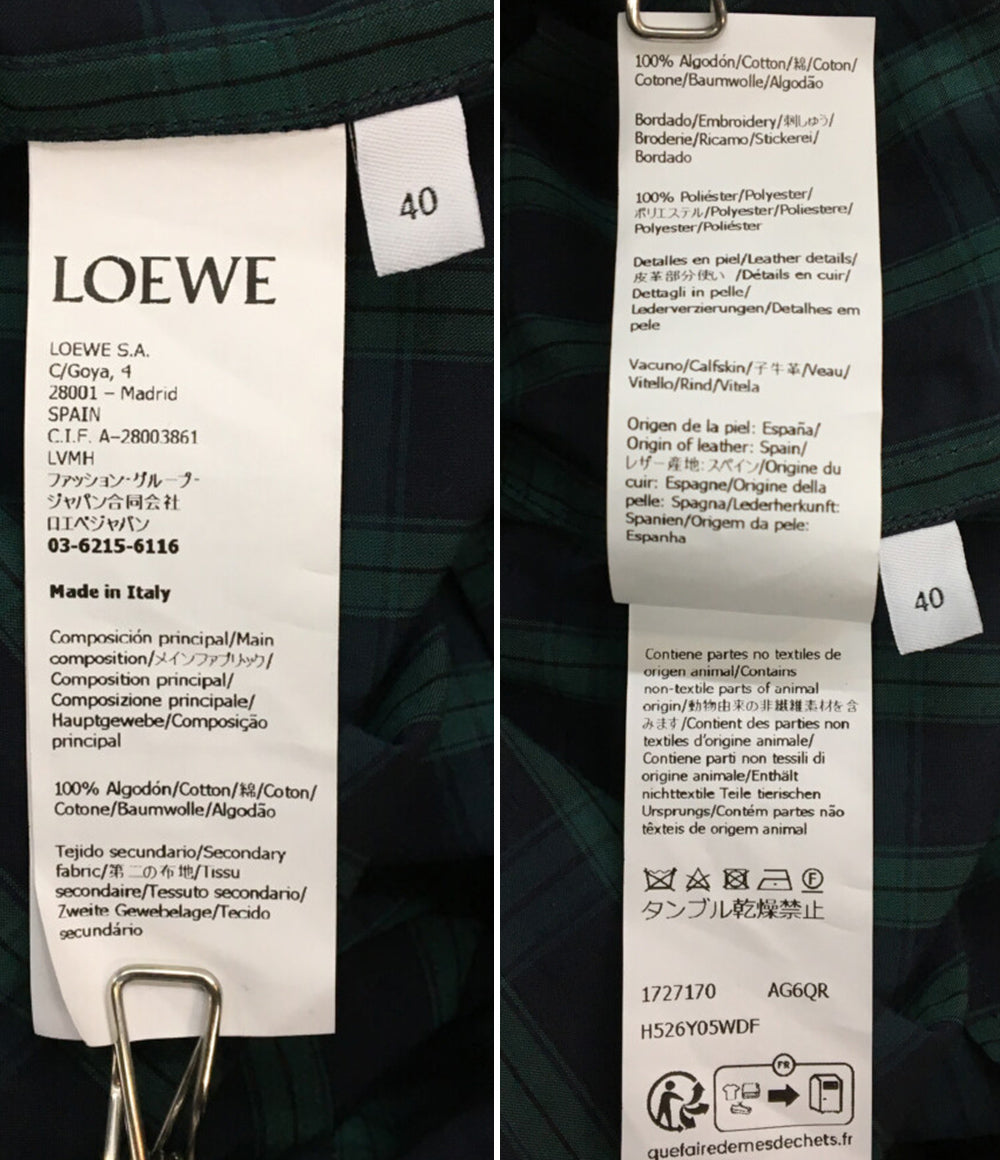 40
LOEWE
LOEWE S.A.
C/Goya, 4
28001 – Madrid
SPAIN
C.I.F. A-28003861
LVMH
ファッション・グループ・
ジャパン合同会社
ロエベジャパン
03-6215-6116
Made in Italy
Composición principal/Main
composition/メインファブリック/
Composition principal/
Composizione principale/
Hauptgewebe/Composição
principal
100% Algodón/Cotton/綿/Coton/
Cotone/Baumwolle/Algodão
Tejido secundario/Secondary
fabric/第二の布地/Tissu
secondaire/Tessuto secondario/
Zweite Gewebelage/Tecido
secundário
100% Algodón/Cotton/綿/Coton/
Cotone/Baumwolle/Algodão
Bordado/Embroidery/刺しゅう/
Broderie/Ricamo/Stickerei/
Bordado
100% Poliéster/Polyester/
ポリエステル/Polyester/Poliestere/
Polyester/Poliéster
Detalles en piel/Leather details/
皮革部分使い /Détails en cuir/
Dettagli in pelle/
Lederverzierungen/Detalhes em
pele
Vacuno/Calfskin/子牛革/Veau/
Vitello/Rind/Vitela
Origen de la piel: España/
Origin of leather: Spain/
レザー産地:スペイン/Origine du
cuir: Espagne/Origine della
pelle: Spagna/Lederherkunft:
Spanien/Origem da pele:
Espanha
40
Contiene partes no textiles de
origen animal/Contains
non-textile parts of animal
origin/動物由来の非繊維素材を含
みます/Contient des parties non
textiles d'origine animale/
Contiene parti non tessili di
origine animale/Enthält
nichttextile Teile tierischen
Ursprungs/Contém partes não
têxteis de origem animal
F
タンブル乾燥禁止
1727170 AG6QR
H526Y05WDF
FR
quefairedemesdechets.fr